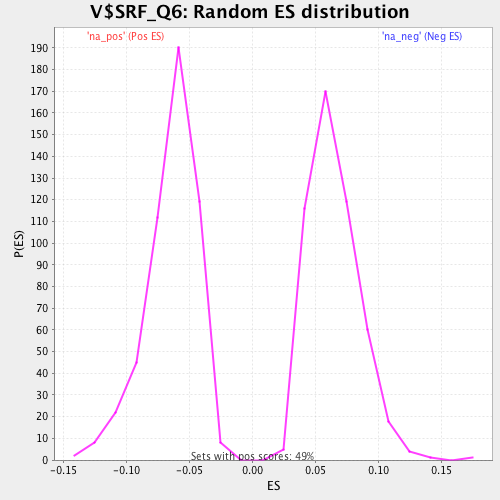 V$SRF_Q6: Random ES distribution
'na_pos' (Pos ES)
'na_neg' (Neg ES)
190
180
170
160
150
140
130
120
110
100
90
80
70
60
50
40
30
20
10
0
P(ES)
Sets with pos scores: 49%
-0.15 -0.10 -0.05 0.00 0.05 0.10 0.15
ES